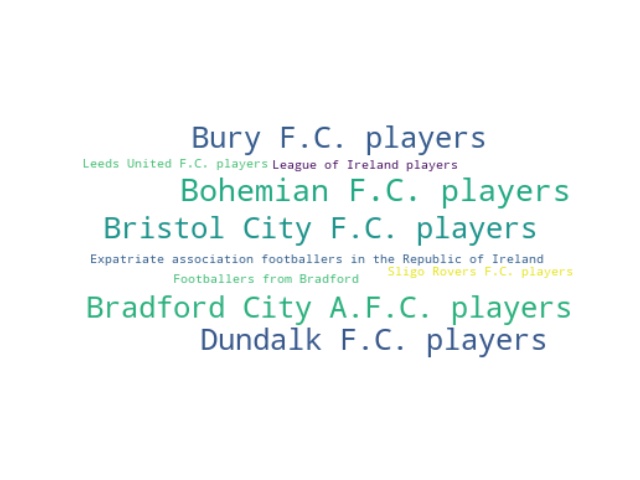 Bury F.C. players
Leeds United F.C. players
League of Ireland players
Bohemian F.C. players
Bristol City F.C. players
Expatriate association footballers in the Republic of Ireland
Sligo Rovers F.C. players
Footballers from Bradford
Bradford City A.F.C. players
Dundalk F.C. players